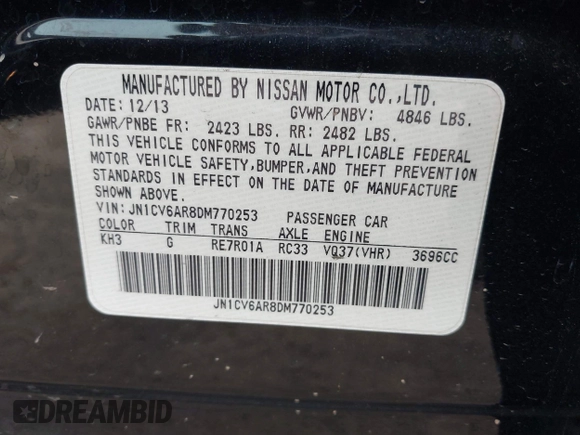 MANUFACTURED BY NISSAN MOTOR CO.,LTD.
DATE: 12/13 GVWR/PNBV: 4846 LBS.
GAWR/PNBE FR: 2423 LBS. RR: 2482 LBS.
THIS VEHICLE CONFORMS TO ALL APPLICABLE FEDERAL
MOTOR VEHICLE SAFETY,BUMPER,AND THEFT PREVENTION
STANDARDS IN EFFECT ON THE DATE OF MANUFACTURE
SHOWN ABOVE.
VIN:JN1CV6AR8DM770253 PASSENGER CAR
COLOR TRIM TRANS AXLE ENGINE
KH3 G RE7R01A RC33 VQ37(VHR) 3696CC
JN1CV6AR8DM770253
DREAMBID